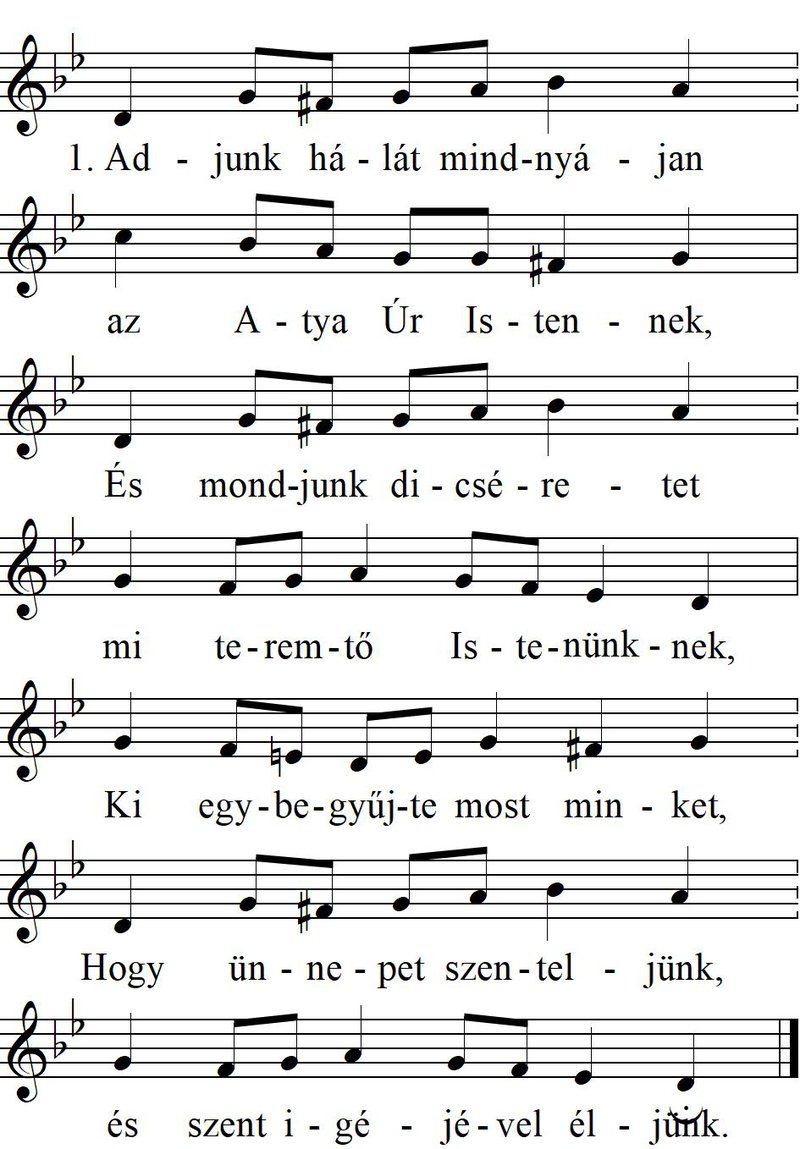 1. Ad - junk há - lát mind-nyá - jan
az A - tya Úr Is - ten - nek,
És mond-junk di - csé - re - tet
mi te-rem-tő Is - te-nünk - nek,
Ki egy-be-gyűj-te most min - ket,
Hogy ün - ne - pet szen-tel - jünk,
és szent i - gé - jé-vel él - jünk.